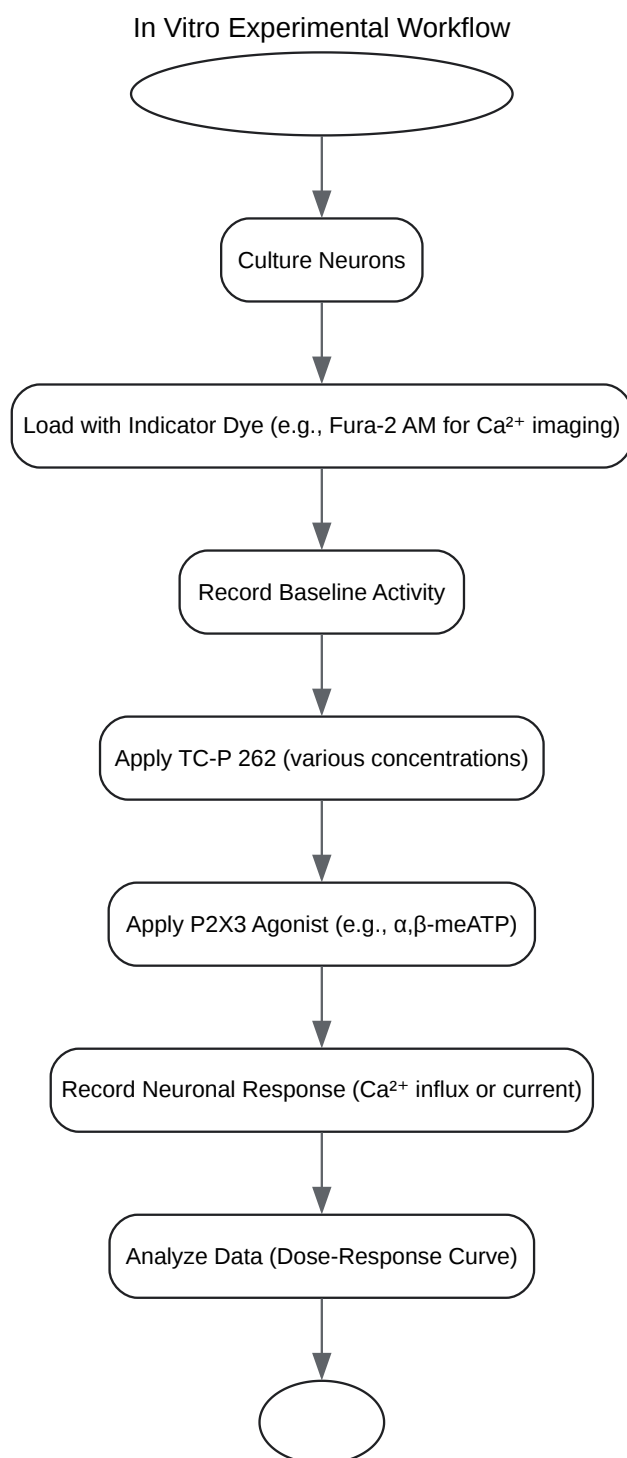 In Vitro Experimental Workflow
Culture Neurons
Load with Indicator Dye (e.g., Fura-2 AM for Ca²⁺ imaging)
Record Baseline Activity
Apply TC-P 262 (various concentrations)
Apply P2X3 Agonist (e.g., α,β-meATP)
Record Neuronal Response (Ca²⁺ influx or current)
Analyze Data (Dose-Response Curve)